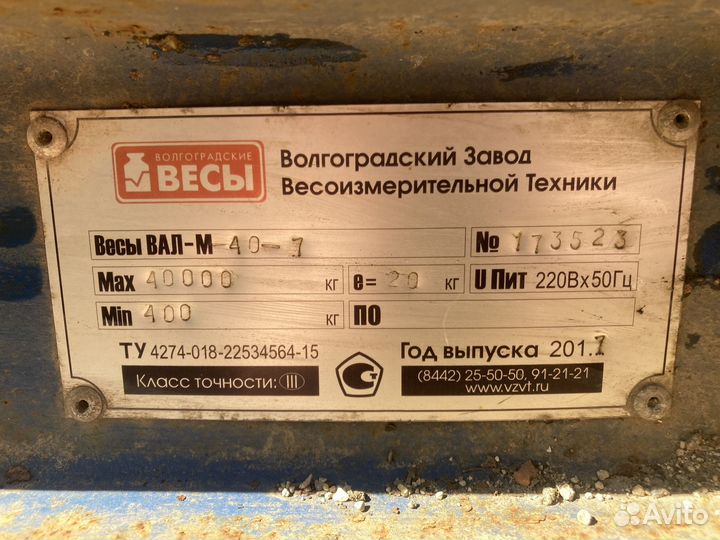 ВОЛГОГРАДСКИЕ
ВЕСЫ
Волгоградский Завод
Весоизмерительной Техники
Весы ВАЛ-М-40-7
№ 173523
Max 40000 кг
e= 20 кг
U Пит 220Вх50Гц
Min 400 кг
ПО
ТУ 4274-018-22534564-15
Год выпуска 2017
Класс точности: III
(8442) 25-50-50, 91-21-21
www.vzvt.ru
Avito